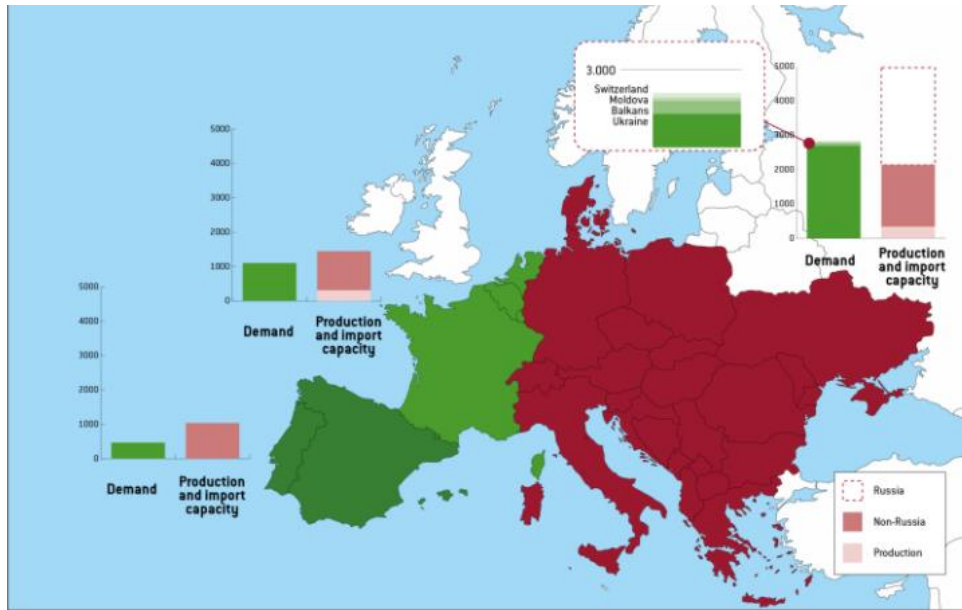 3.000
Switzerland
Moldova
Balkans
Ukraine
5000
4000
3000
2000
1000
0
Demand
Production
and import
capacity
5000
4000
3000
2000
1000
0
Demand
Production
and import
capacity
5000
4000
3000
2000
1000
0
Demand
Production
and import
capacity
Russia
Non-Russia
Production